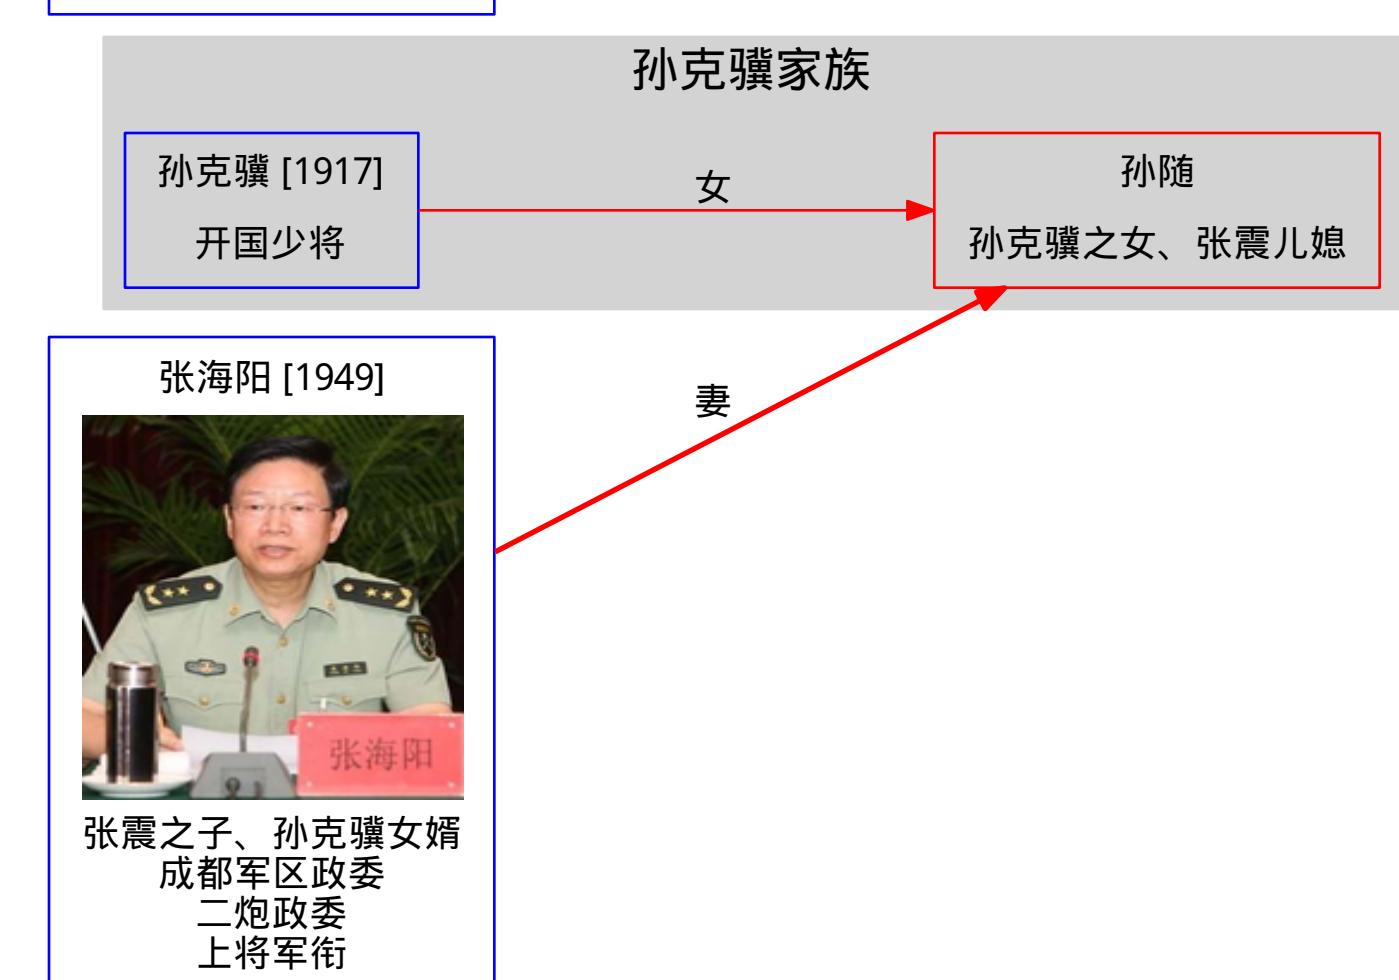 孙克骥家族
孙克骥 [1917]
开国少将
女
孙随
孙克骥之女、张震儿媳
妻
张海阳 [1949]
张海阳
张震之子、孙克骥女婿
成都军区政委
二炮政委
上将军衔